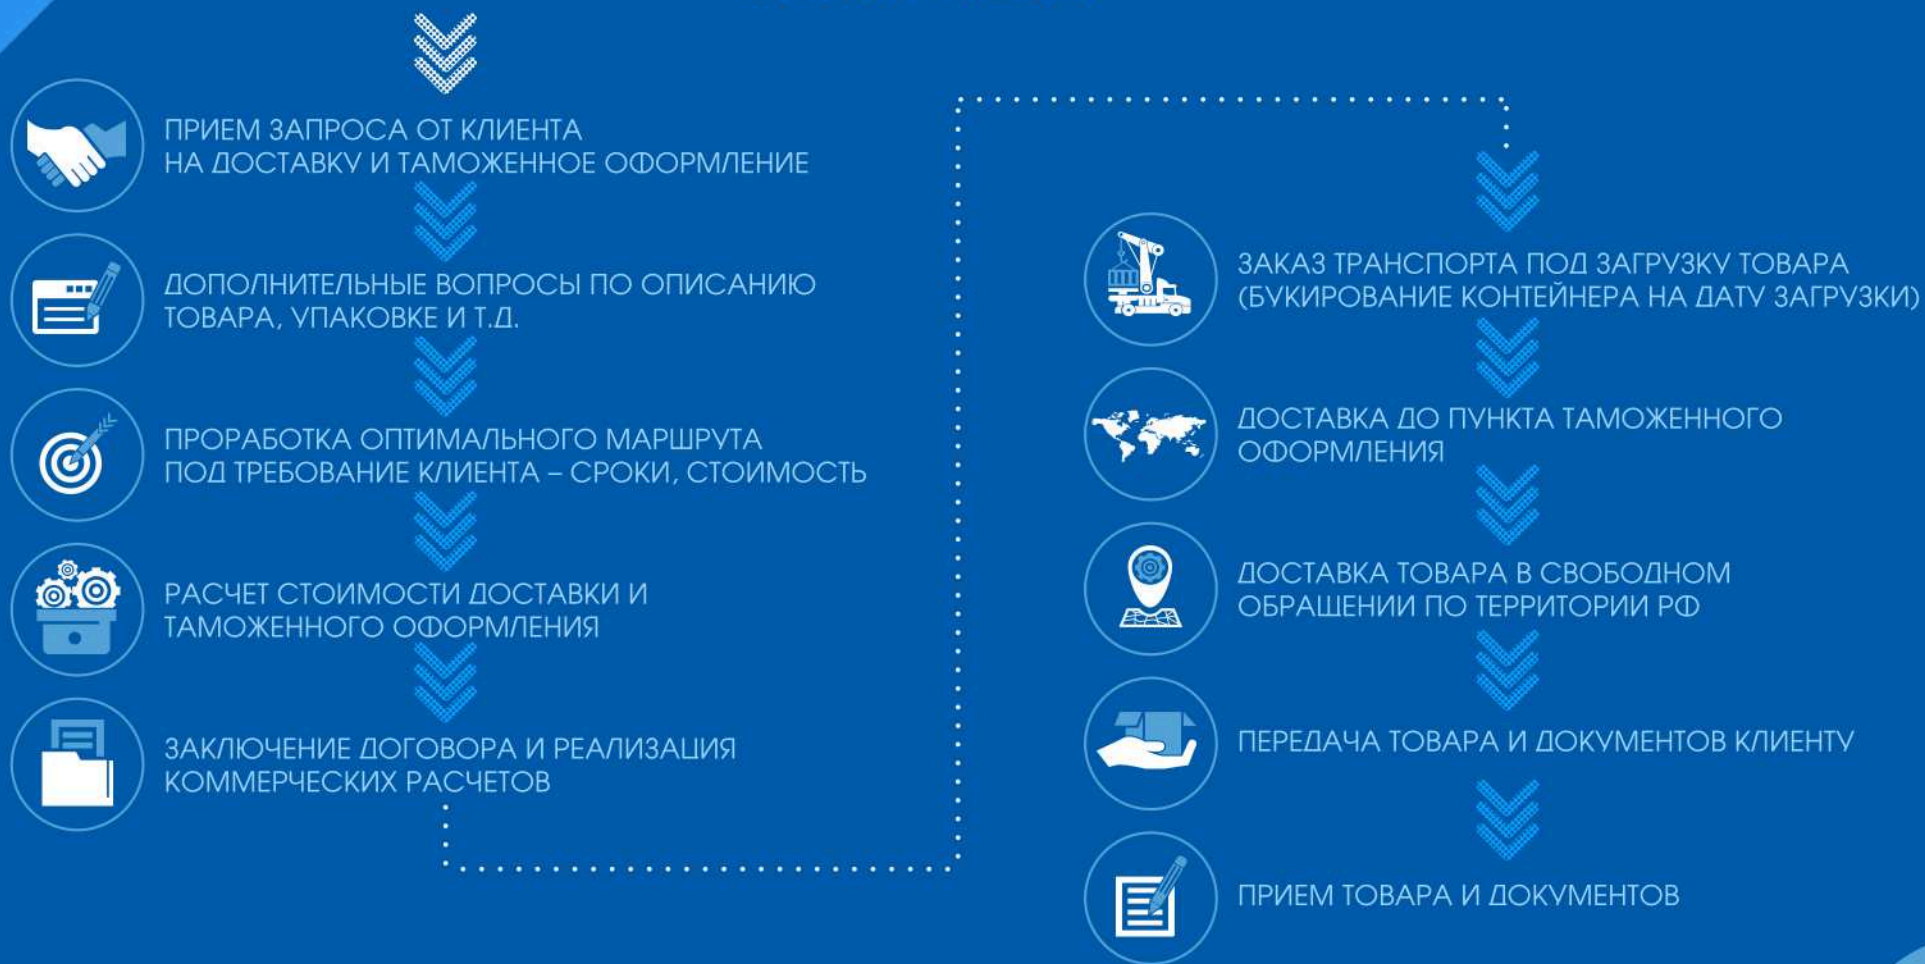 ПРИЕМ ЗАПРОСА ОТ КЛИЕНТА
НА ДОСТАВКУ И ТАМОЖЕННОЕ ОФОРМЛЕНИЕ
ДОПОЛНИТЕЛЬНЫЕ ВОПРОСЫ ПО ОПИСАНИЮ
ТОВАРА, УПАКОВКЕ И Т.Д.
ПРОРАБОТКА ОПТИМАЛЬНОГО МАРШРУТА
ПОД ТРЕБОВАНИЕ КЛИЕНТА – СРОКИ, СТОИМОСТЬ
РАСЧЕТ СТОИМОСТИ ДОСТАВКИ И
ТАМОЖЕННОГО ОФОРМЛЕНИЯ
ЗАКЛЮЧЕНИЕ ДОГОВОРА И РЕАЛИЗАЦИЯ
КОММЕРЧЕСКИХ РАСЧЕТОВ
ЗАКАЗ ТРАНСПОРТА ПОД ЗАГРУЗКУ ТОВАРА
(БУКИРОВАНИЕ КОНТЕЙНЕРА НА ДАТУ ЗАГРУЗКИ)
ДОСТАВКА ДО ПУНКТА ТАМОЖЕННОГО
ОФОРМЛЕНИЯ
ДОСТАВКА ТОВАРА В СВОБОДНОМ
ОБРАЩЕНИИ ПО ТЕРРИТОРИИ РФ
ПЕРЕДАЧА ТОВАРА И ДОКУМЕНТОВ КЛИЕНТУ
ПРИЕМ ТОВАРА И ДОКУМЕНТОВ